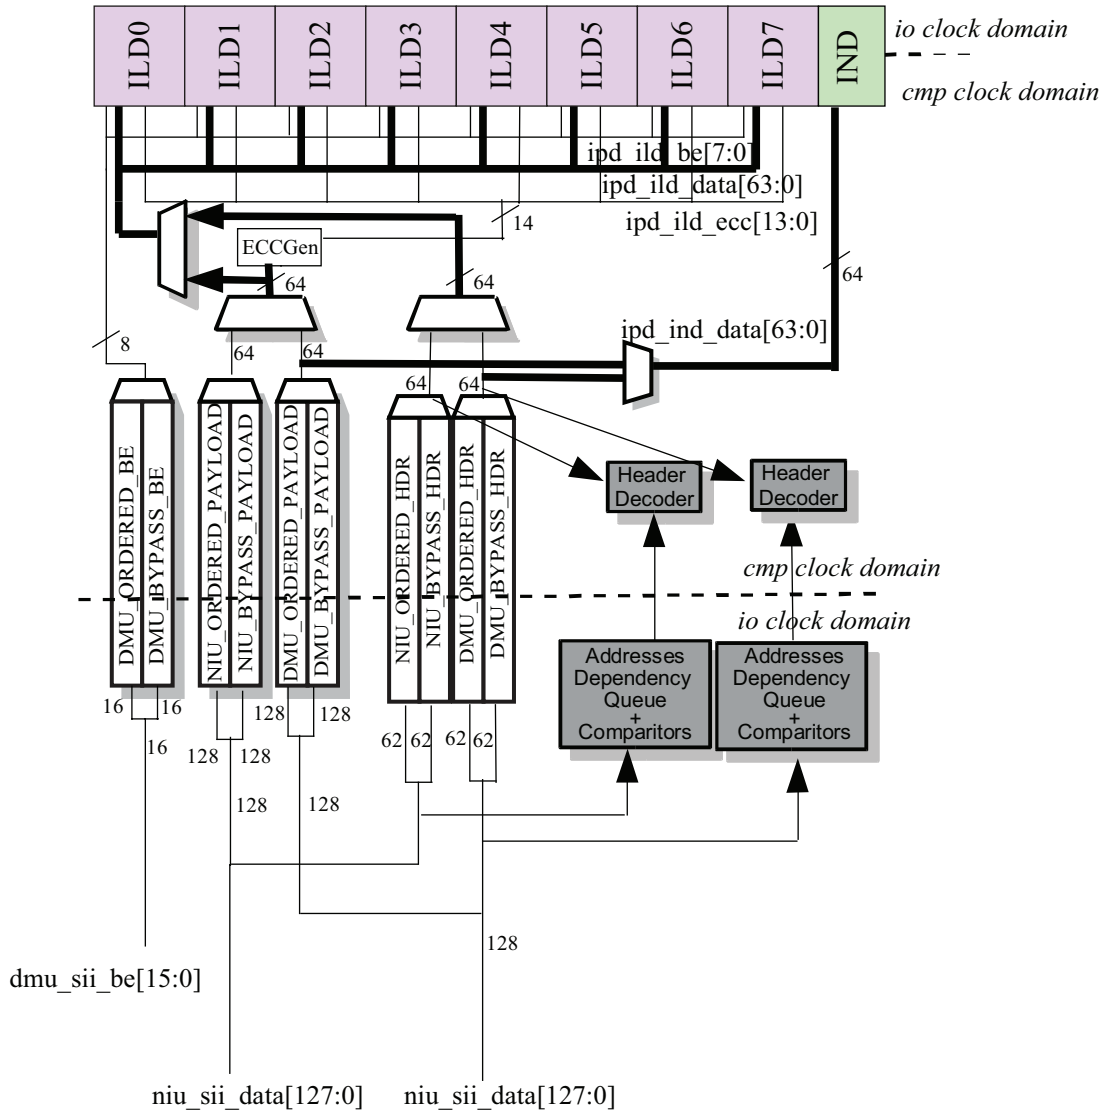 ILD0
ILD1
ILD2
ILD3
ILD4
ILD5
ILD6
ILD7
IND
io clock domain
cmp clock domain
ipd_ild_be[7:0]
ipd_ild_data[63:0]
ipd_ild_ecc[13:0]
14
ECCGen
64
64
64
ipd_ind_data[63:0]
8
64
64
64
64
DMU_ORDERED_BE
DMU_BYPASS_BE
NIU_ORDERED_PAYLOAD
NIU_BYPASS_PAYLOAD
DMU_ORDERED_PAYLOAD
DMU_BYPASS_PAYLOAD
NIU_ORDERED_HDR
NIU_BYPASS_HDR
DMU_ORDERED_HDR
DMU_BYPASS_HDR
Header
Decoder
Header
Decoder
cmp clock domain
io clock domain
Addresses
Dependency
Queue
+
Comparitors
Addresses
Dependency
Queue
+
Comparitors
16
16
16
128
128
128
128
62
62
62
62
128
128
128
dmu_sii_be[15:0]
niu_sii_data[127:0]
niu_sii_data[127:0]